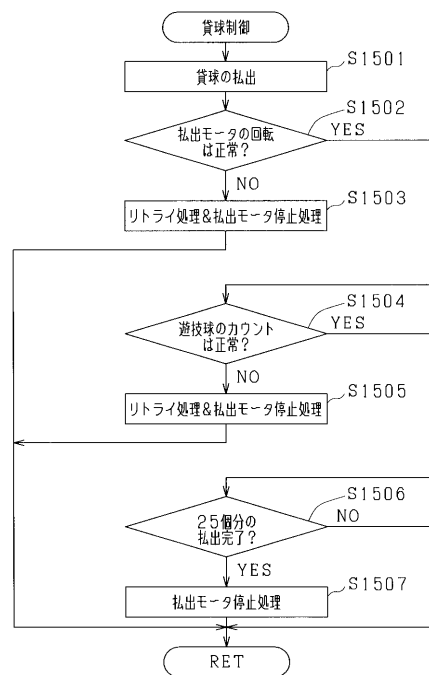 貸球制御
S1501
貸球の払出
S1502
払出モータの回転
は正常？
YES
NO
S1503
リトライ処理&払出モータ停止処理
S1504
遊技球のカウント
は正常？
YES
NO
S1505
リトライ処理&払出モータ停止処理
S1506
25個分の
払出完了？
NO
YES
S1507
払出モータ停止処理
RET